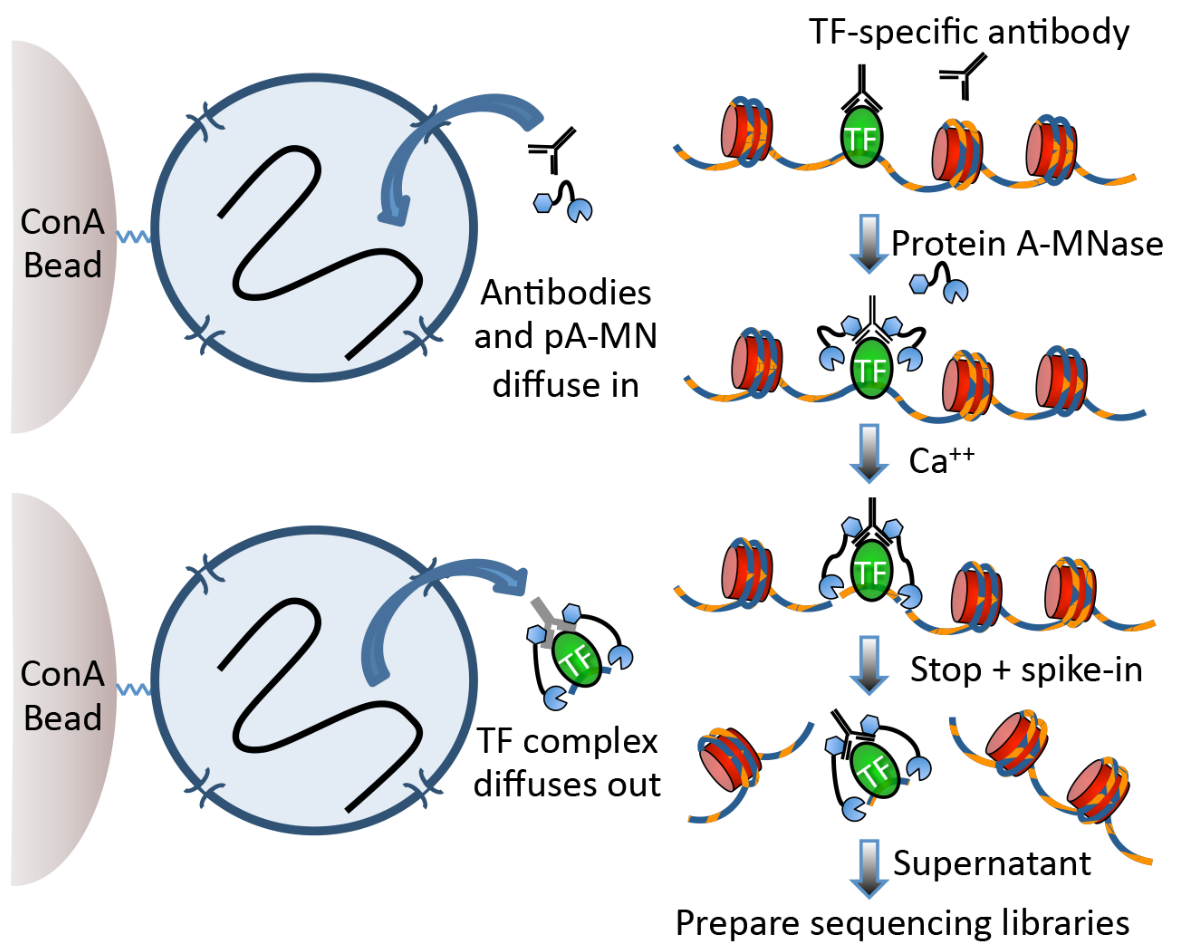 ConA
Bead
Antibodies
and pA-MN
diffuse in
ConA
Bead
TF complex
diffuses out
TF
TF-specific antibody
TF
Protein A-MNase
TF
Ca⁺⁺
TF
Stop + spike-in
TF
Supernatant
Prepare sequencing libraries